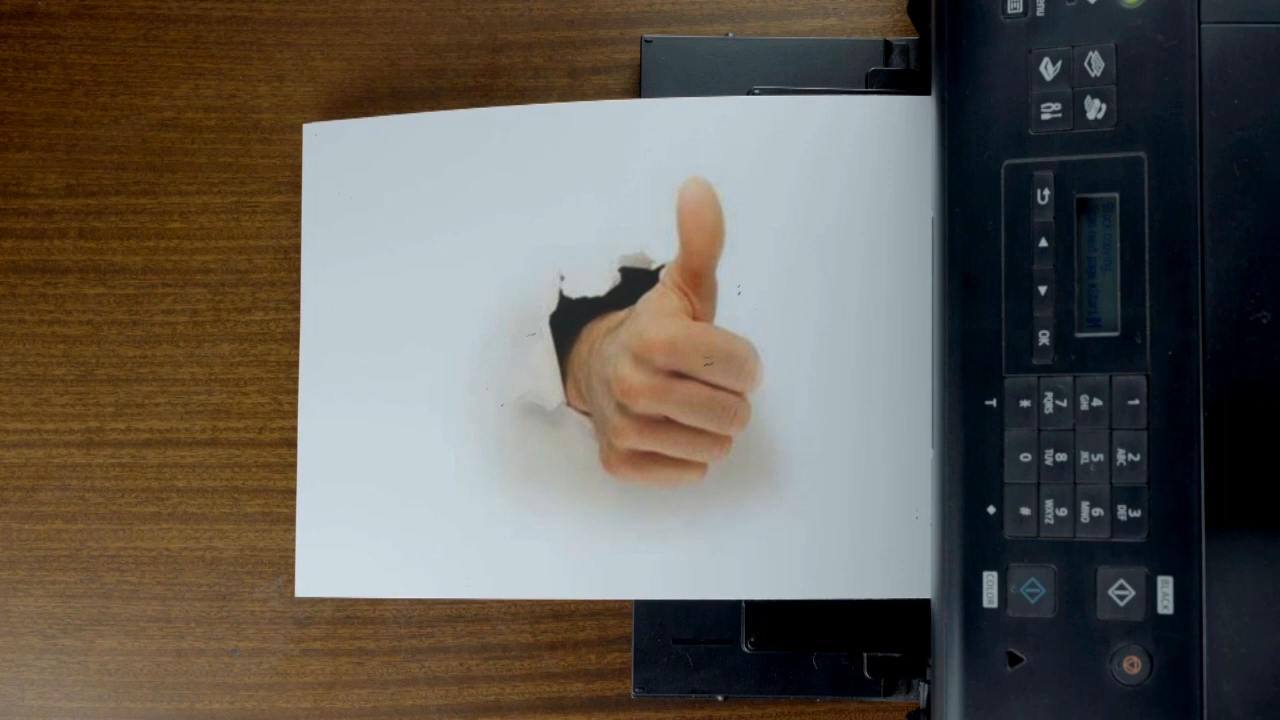 OK
1
2 ABC
3 DEF
4 GHI
5 JKL
6 MNO
7 PQRS
8 TUV
9 WXYZ
*
0
#
T
COLOR
BLACK